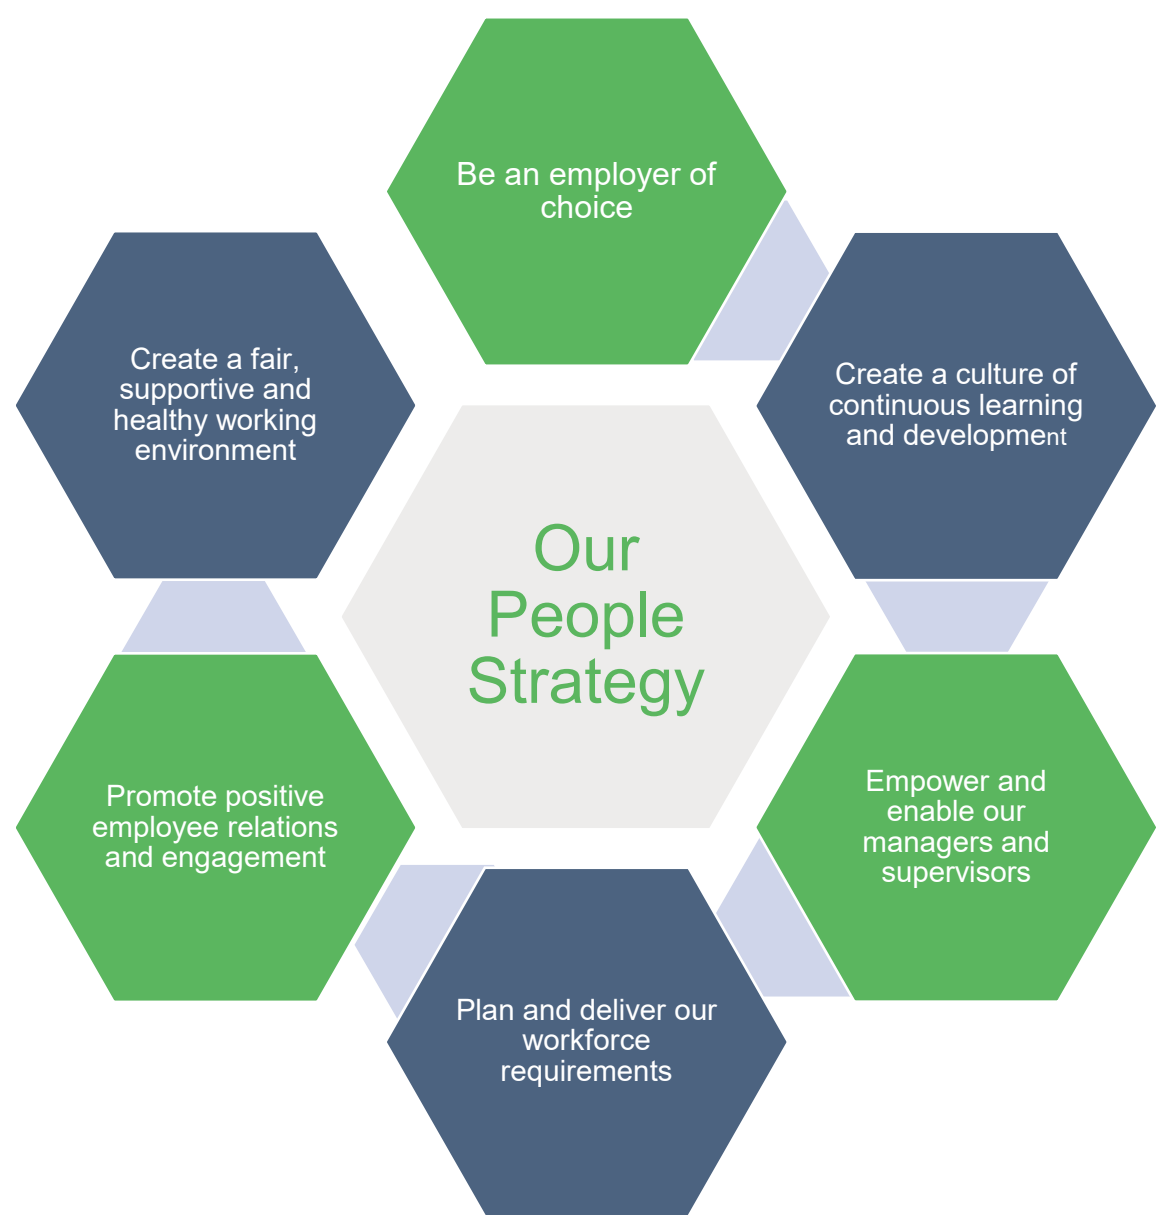 Be an employer of
choice
Create a culture of
continuous learning
and development
Empower and
enable our
managers and
supervisors
Plan and deliver our
workforce
requirements
Promote positive
employee relations
and engagement
Create a fair,
supportive and
healthy working
environment
Our
People
Strategy